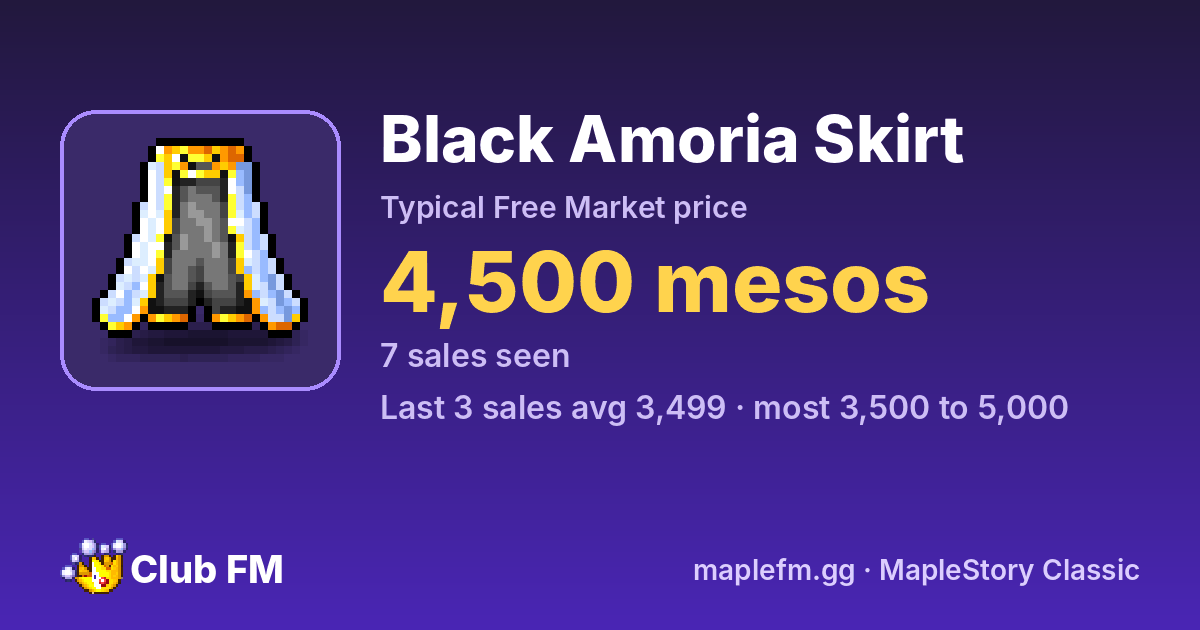 Black Amoria Skirt
Typical Free Market price
4,500 mesos
7 sales seen
Last 3 sales avg 3,499 · most 3,500 to 5,000
Club FM
maplefm.gg · MapleStory Classic